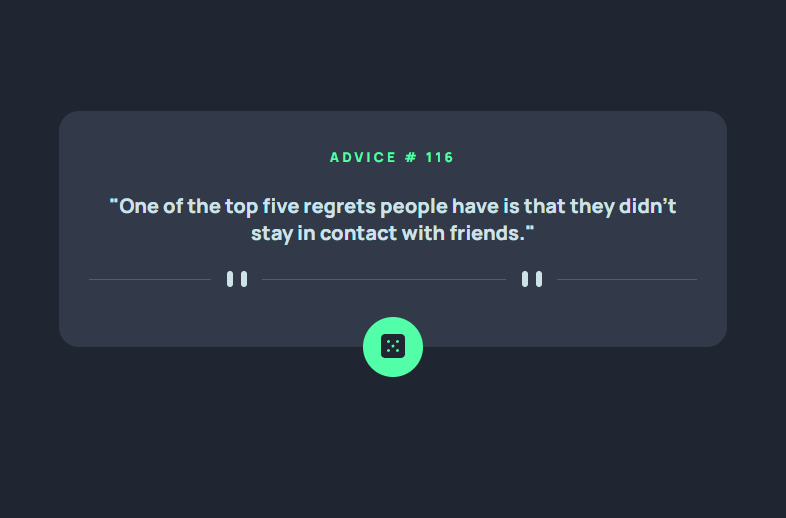 ADVICE # 116
"One of the top five regrets people have is that they didn't
stay in contact with friends."